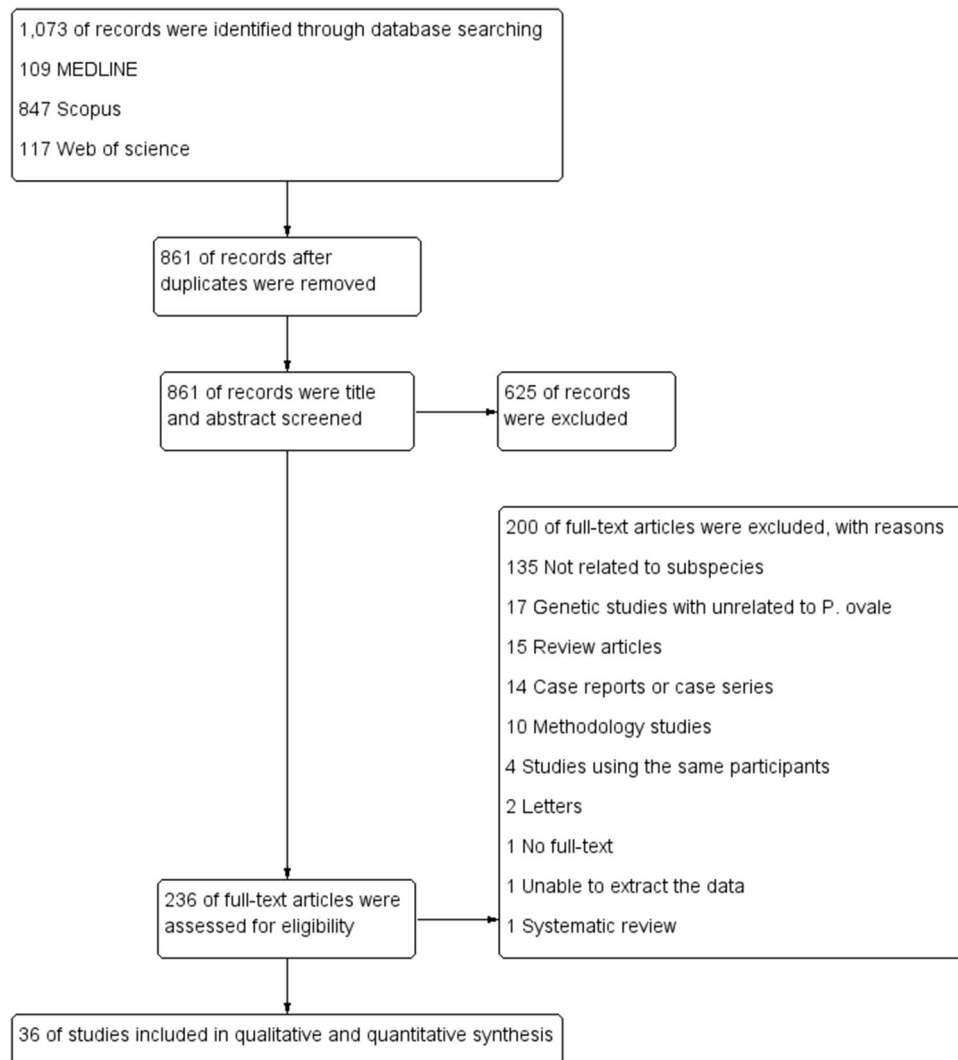 1,073 of records were identified through database searching
109 MEDLINE
847 Scopus
117 Web of science
861 of records after
duplicates were removed
861 of records were title
and abstract screened
625 of records
were excluded
200 of full-text articles were excluded, with reasons
135 Not related to subspecies
17 Genetic studies with unrelated to P. ovale
15 Review articles
14 Case reports or case series
10 Methodology studies
4 Studies using the same participants
2 Letters
1 No full-text
1 Unable to extract the data
1 Systematic review
236 of full-text articles were
assessed for eligibility
36 of studies included in qualitative and quantitative synthesis